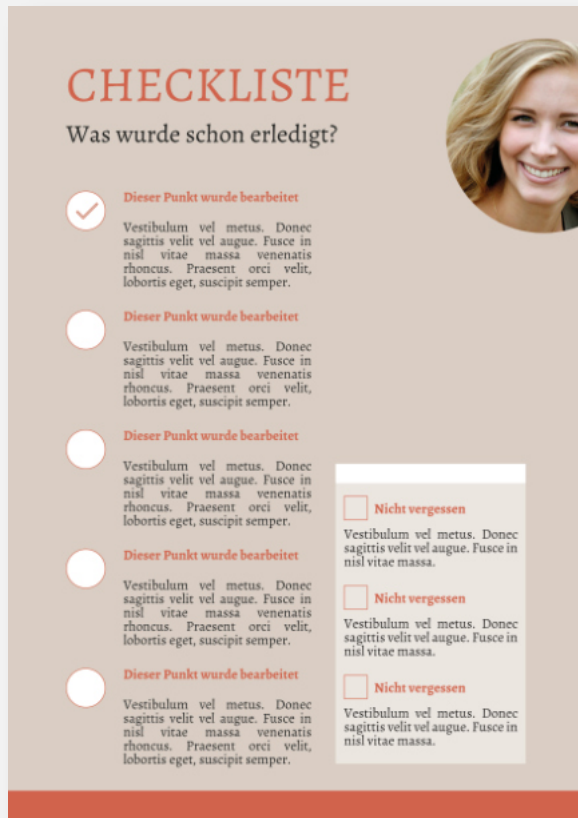 CHECKLISTE
Was wurde schon erledigt?
Dieser Punkt wurde bearbeitet
Vestibulum vel metus. Donec
sagittis velit vel augue. Fusce in
nisl vitae massa venenatis
rhoncus. Praesent orci velit,
lobortis eget, suscipit semper.
Dieser Punkt wurde bearbeitet
Vestibulum vel metus. Donec
sagittis velit vel augue. Fusce in
nisl vitae massa venenatis
rhoncus. Praesent orci velit,
lobortis eget, suscipit semper.
Dieser Punkt wurde bearbeitet
Vestibulum vel metus. Donec
sagittis velit vel augue. Fusce in
nisl vitae massa venenatis
rhoncus. Praesent orci velit,
lobortis eget, suscipit semper.
Dieser Punkt wurde bearbeitet
Vestibulum vel metus. Donec
sagittis velit vel augue. Fusce in
nisl vitae massa venenatis
rhoncus. Praesent orci velit,
lobortis eget, suscipit semper.
Dieser Punkt wurde bearbeitet
Vestibulum vel metus. Donec
sagittis velit vel augue. Fusce in
nisl vitae massa venenatis
rhoncus. Praesent orci velit,
lobortis eget, suscipit semper.
Nicht vergessen
Vestibulum vel metus. Donec
sagittis velit vel augue. Fusce in
nisl vitae massa.
Nicht vergessen
Vestibulum vel metus. Donec
sagittis velit vel augue. Fusce in
nisl vitae massa.
Nicht vergessen
Vestibulum vel metus. Donec
sagittis velit vel augue. Fusce in
nisl vitae massa.